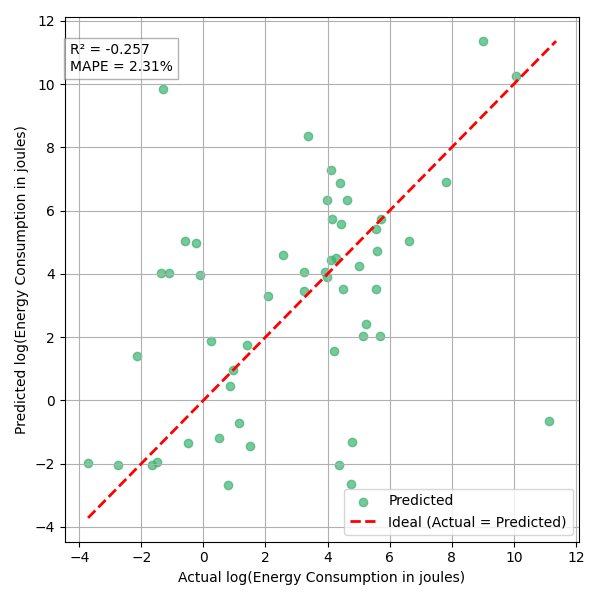 R² = -0.257
MAPE = 2.31%
12
10
8
6
4
2
0
−2
−4
Predicted log(Energy Consumption in joules)
Predicted
Ideal (Actual = Predicted)
−4 −2 0 2 4 6 8 10 12
Actual log(Energy Consumption in joules)